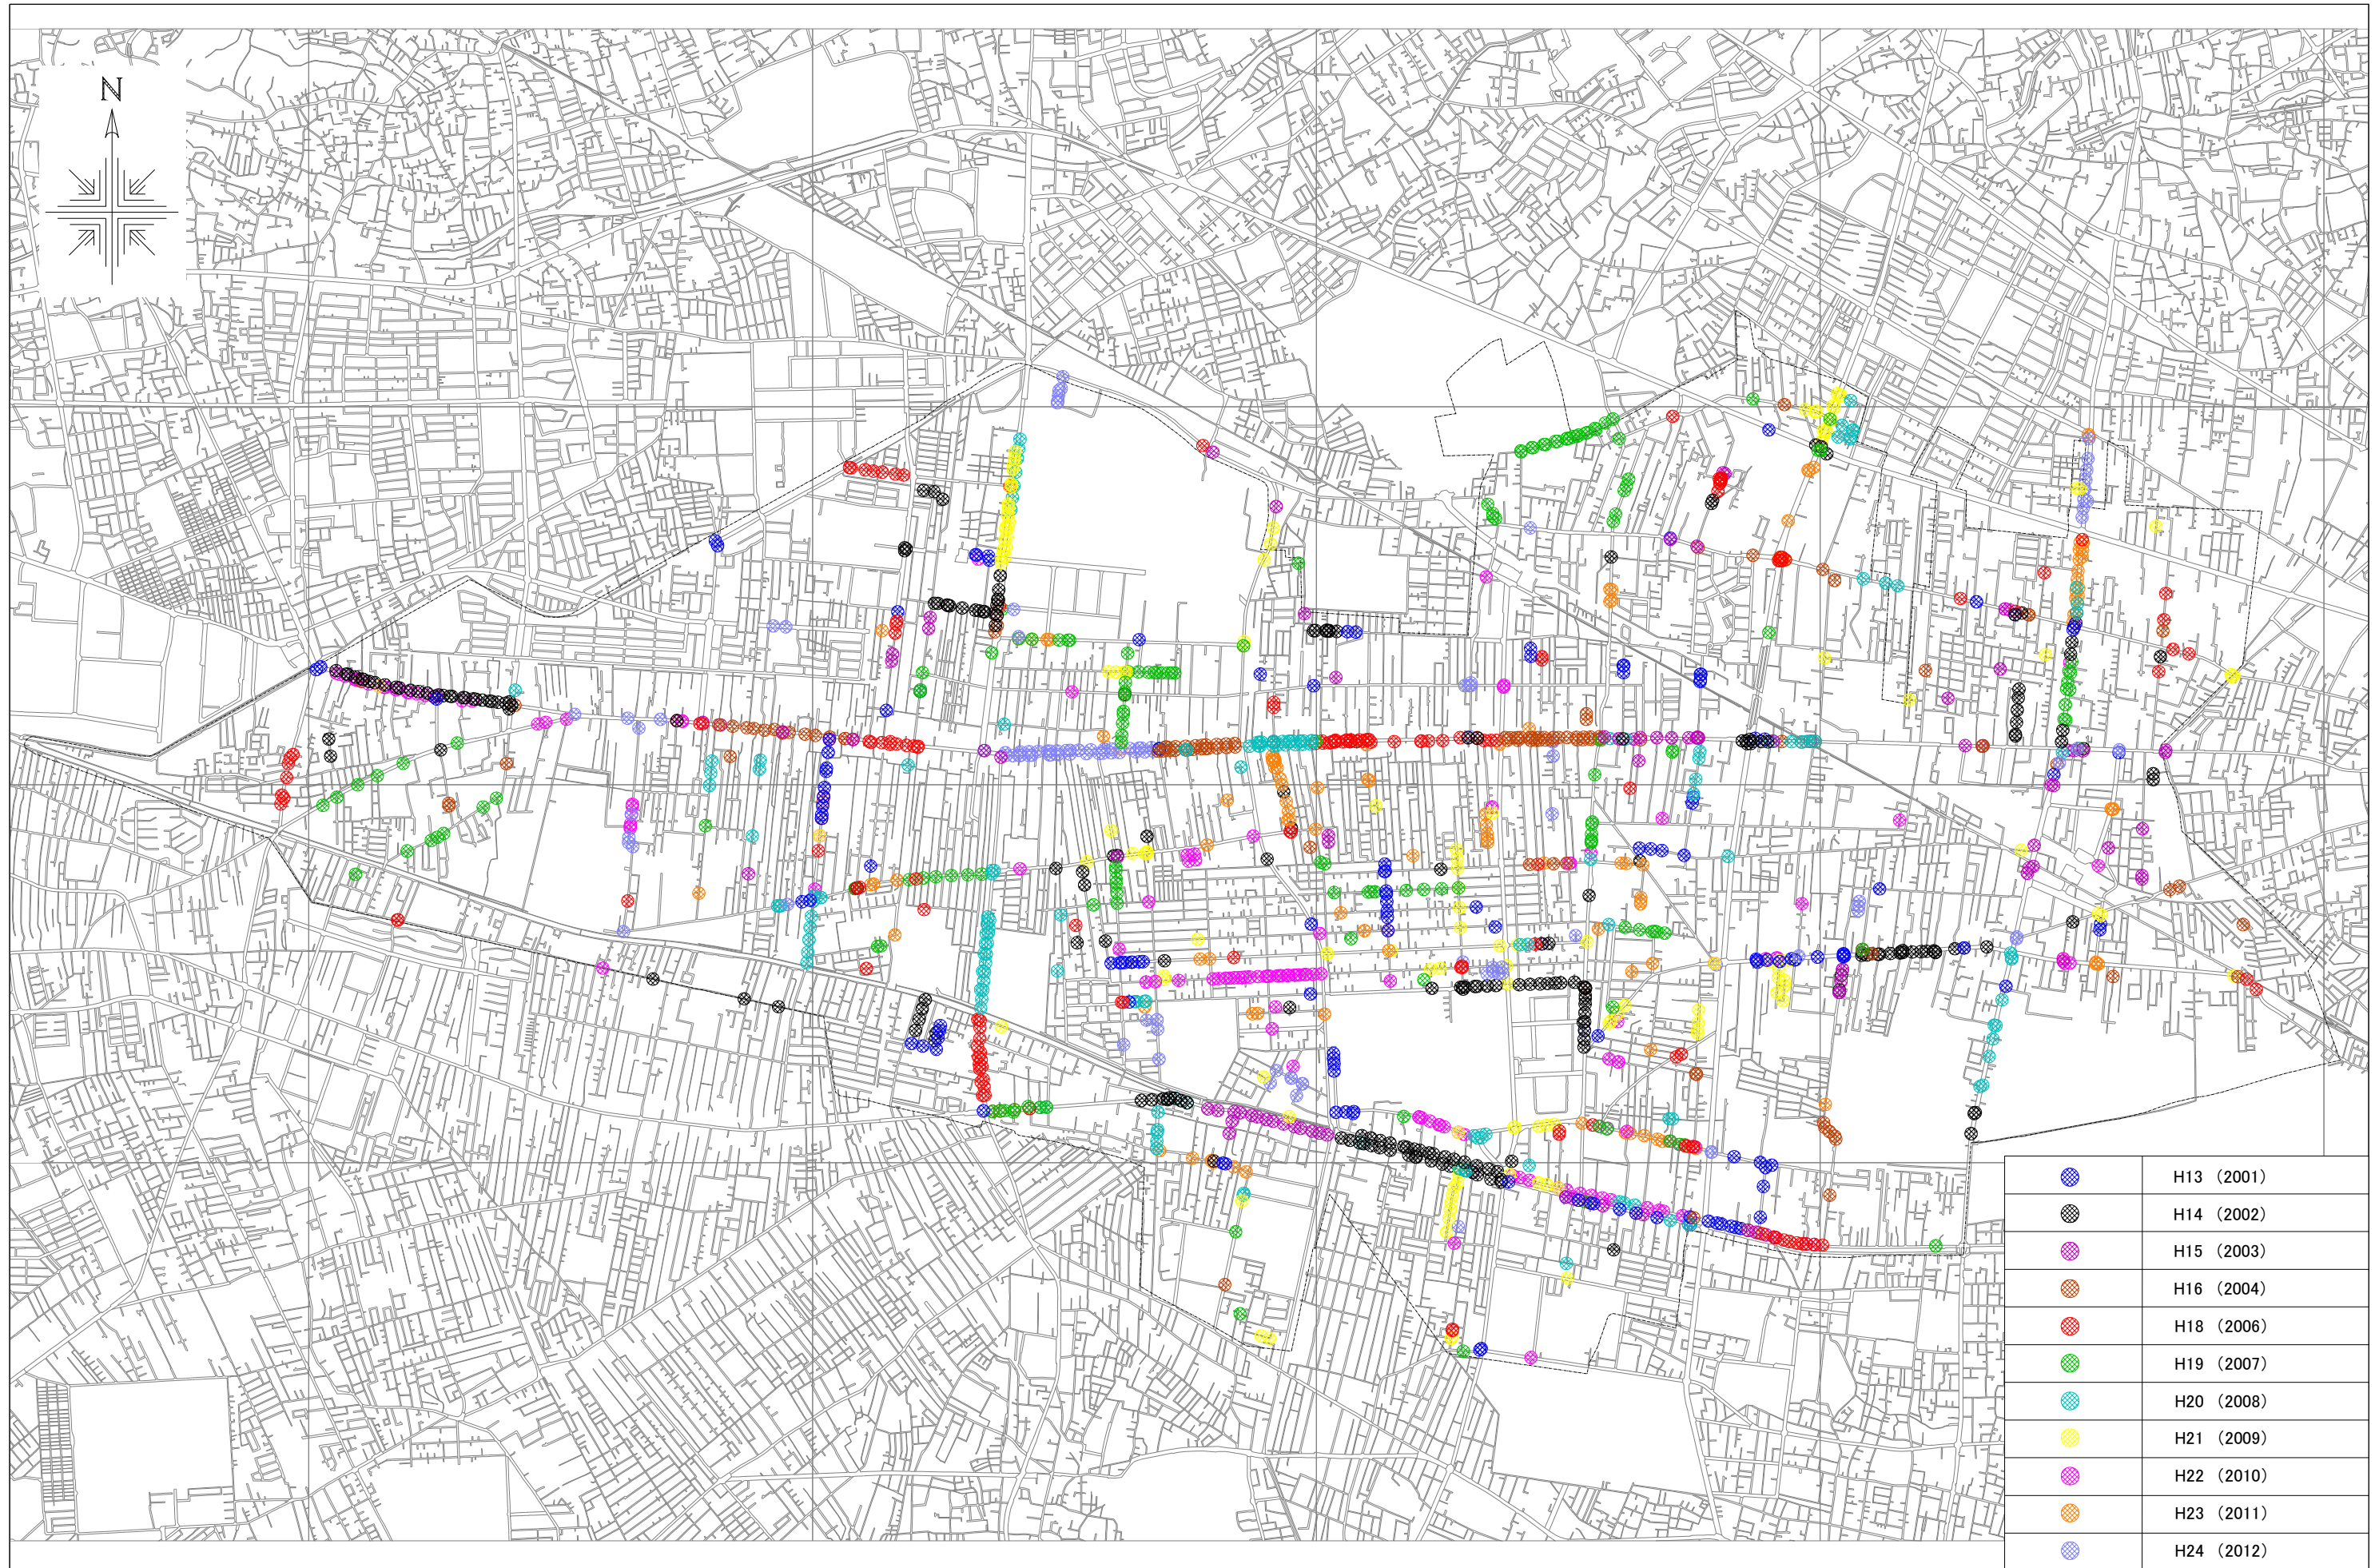 N
H13 （2001）
H14 （2002）
H15 （2003）
H16 （2004）
H18 （2006）
H19 （2007）
H20 （2008）
H21 （2009）
H22 （2010）
H23 （2011）
H24 （2012）